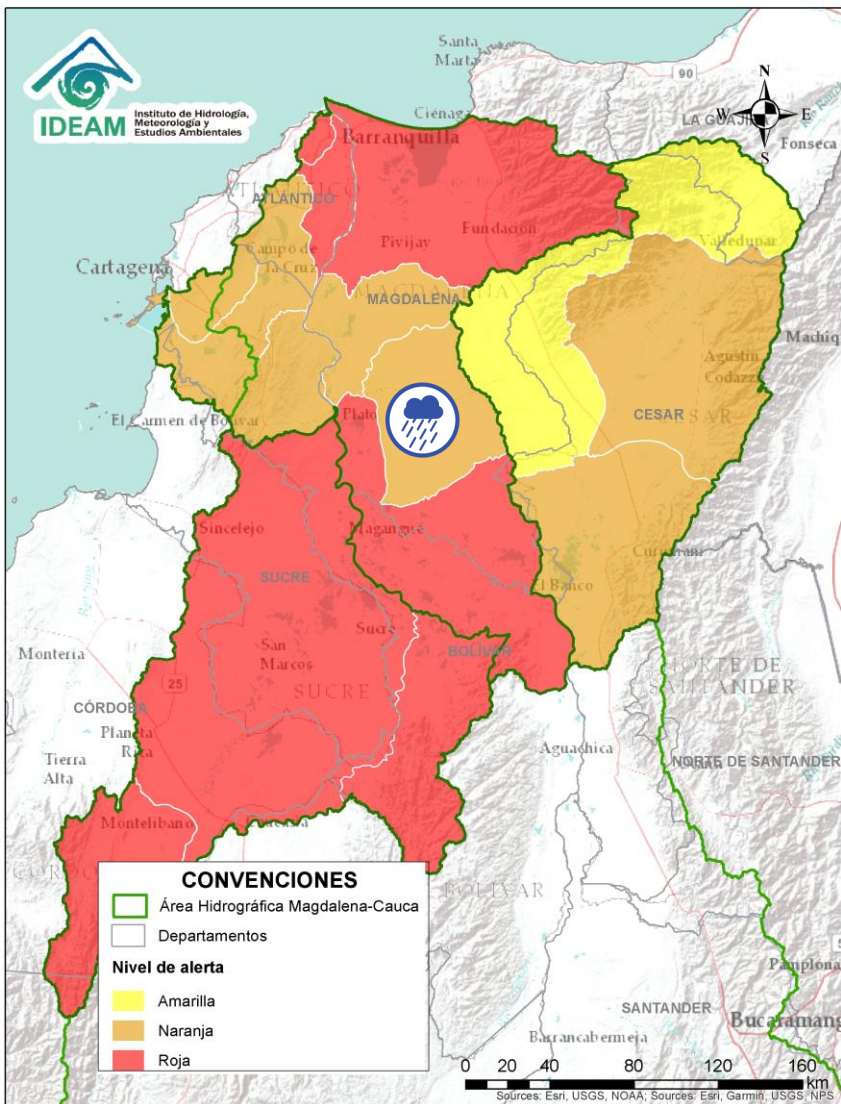 IDEAM
Instituto de Hidrología,
Meteorología y
Estudios Ambientales
Santa
Marta
90
N
W
E
S
LA GUAJI
Fonseca
Ciénaga
Barranquilla
ATLÁNTICO
Campo de
la Cruz
Pivijay
Fundación
Valledupar
Cartagena
MAGDALENA
Agustín
Codazzi
CESAR
El Carmen de Bolívar
Plato
Sincelejo
Magangué
SUCRE
El Banco
Sucre
San
Marcos
BOLÍVAR
SUCRE
Montería
25
CÓRDOBA
Planeta
Rica
Tierra
Alta
NORTE DE
SANTANDER
Aguachica
NORTE DE SANTANDER
Montelíbano
BOLÍVAR
CONVENCIONES
Área Hidrográfica Magdalena-Cauca
Departamentos
Nivel de alerta
Amarilla
Naranja
Roja
Pamplona
SANTANDER
Bucaramang
Barrancabermeja
0 20 40 80 120 160
km
Sources: Esri, USGS, NOAA; Sources: Esri, Garmin, USGS, NPS